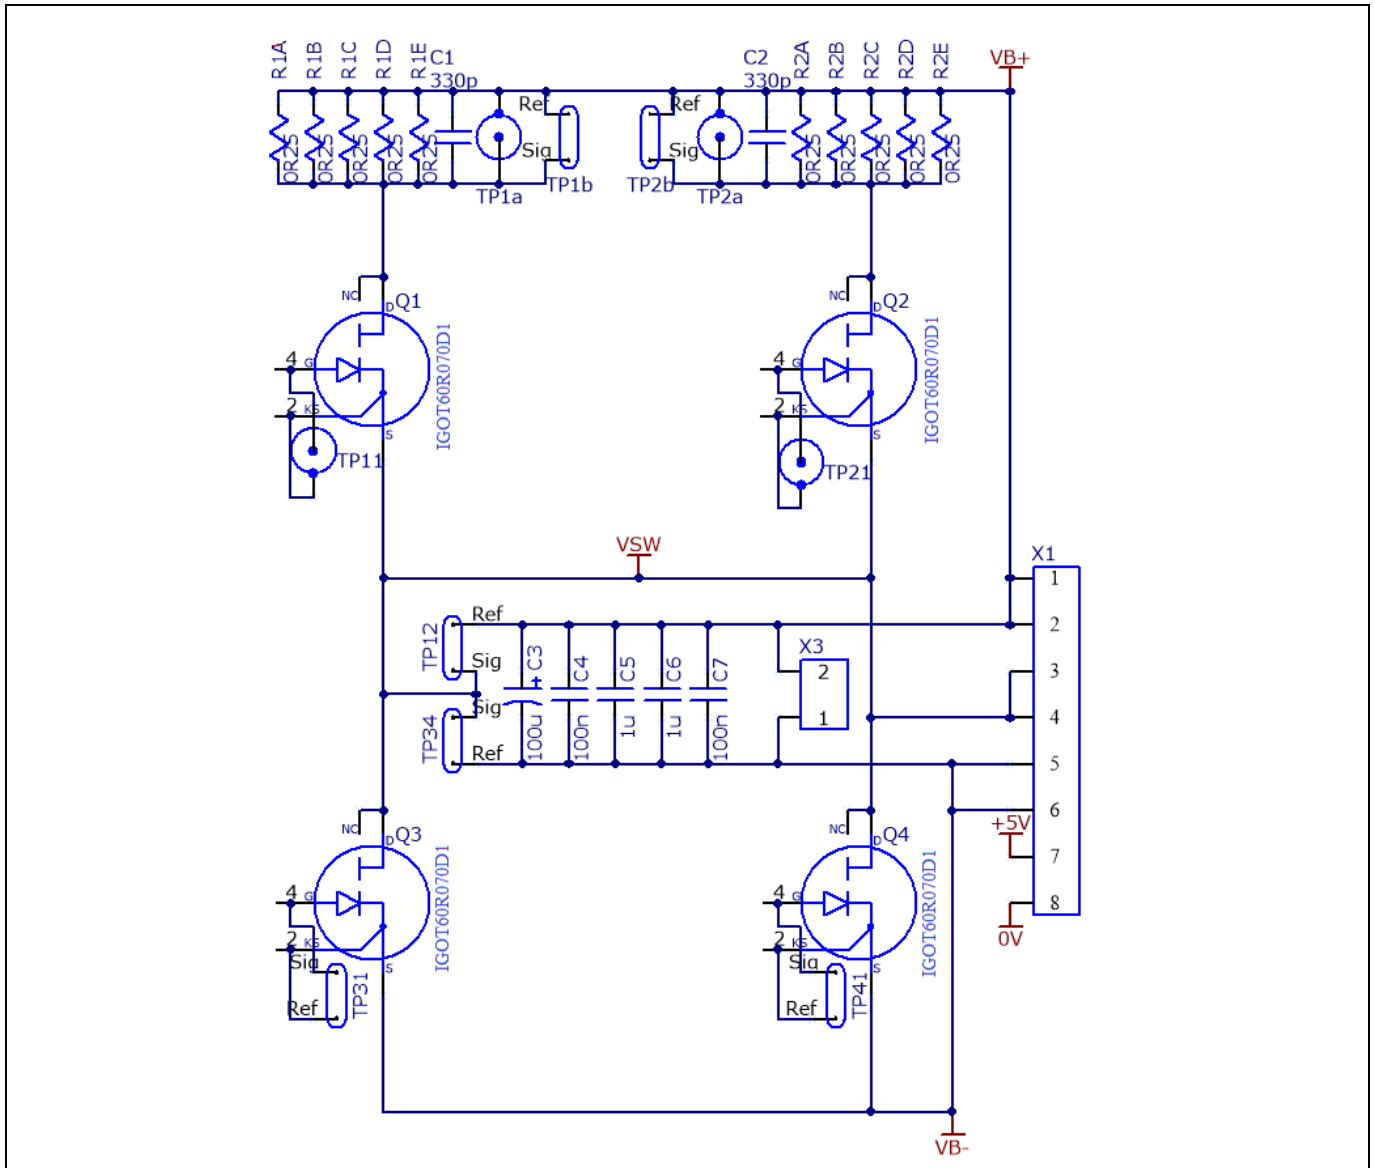 R1A
R1B
R1C
R1D
R1E
C1
330p
C2
330p
R2A
R2B
R2C
R2D
R2E
VB+
0R25
0R25
0R25
0R25
0R25
Ref
Sig
TP1a
TP1b
Ref
Sig
TP2b
TP2a
0R25
0R25
0R25
0R25
0R25
NC
D
Q1
IGOT60R070D1
4
G
2
KS
S
TP11
NC
D
Q2
IGOT60R070D1
4
G
2
KS
S
TP21
VSW
X1
1
2
3
4
5
6
7
8
+5V
0V
TP12
Ref
Sig
TP34
Sig
Ref
C3
+
100u
C4
100n
C5
1u
C6
1u
C7
100n
X3
2
1
NC
D
Q3
IGOT60R070D1
4
G
2
KS
S
Sig
Ref
TP31
NC
D
Q4
IGOT60R070D1
4
G
2
KS
S
Sig
Ref
TP41
VB-